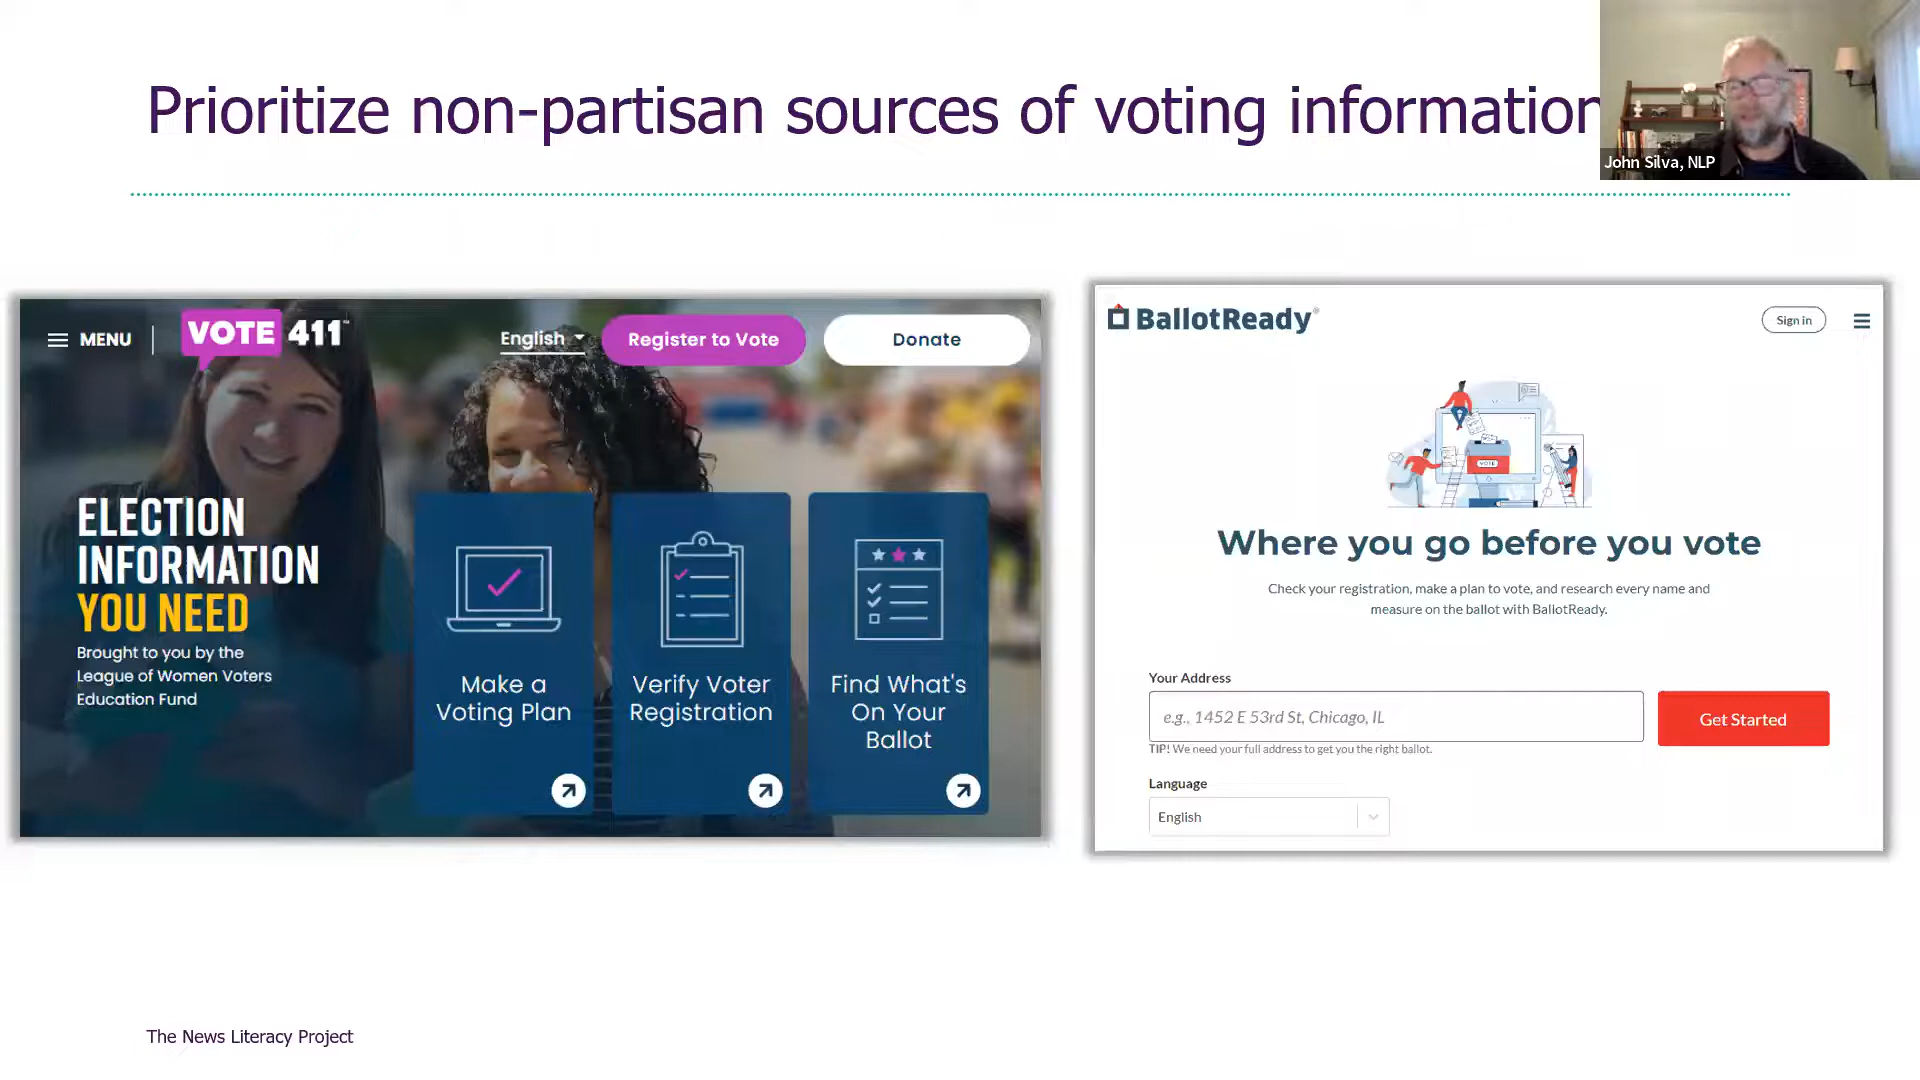 Prioritize non-partisan sources of voting information
John Silva, NLP
MENU
VOTE 411
English
Register to Vote
Donate
ELECTION
INFORMATION
YOU NEED
Brought to you by the
League of Women Voters
Education Fund
Make a
Voting Plan
Verify Voter
Registration
Find What's
On Your
Ballot
BallotReady
Sign in
VOTE
Where you go before you vote
Check your registration, make a plan to vote, and research every name and
measure on the ballot with BallotReady.
Your Address
e.g., 1452 E 53rd St, Chicago, IL
Get Started
TIP! We need your full address to get you the right ballot.
Language
English
The News Literacy Project